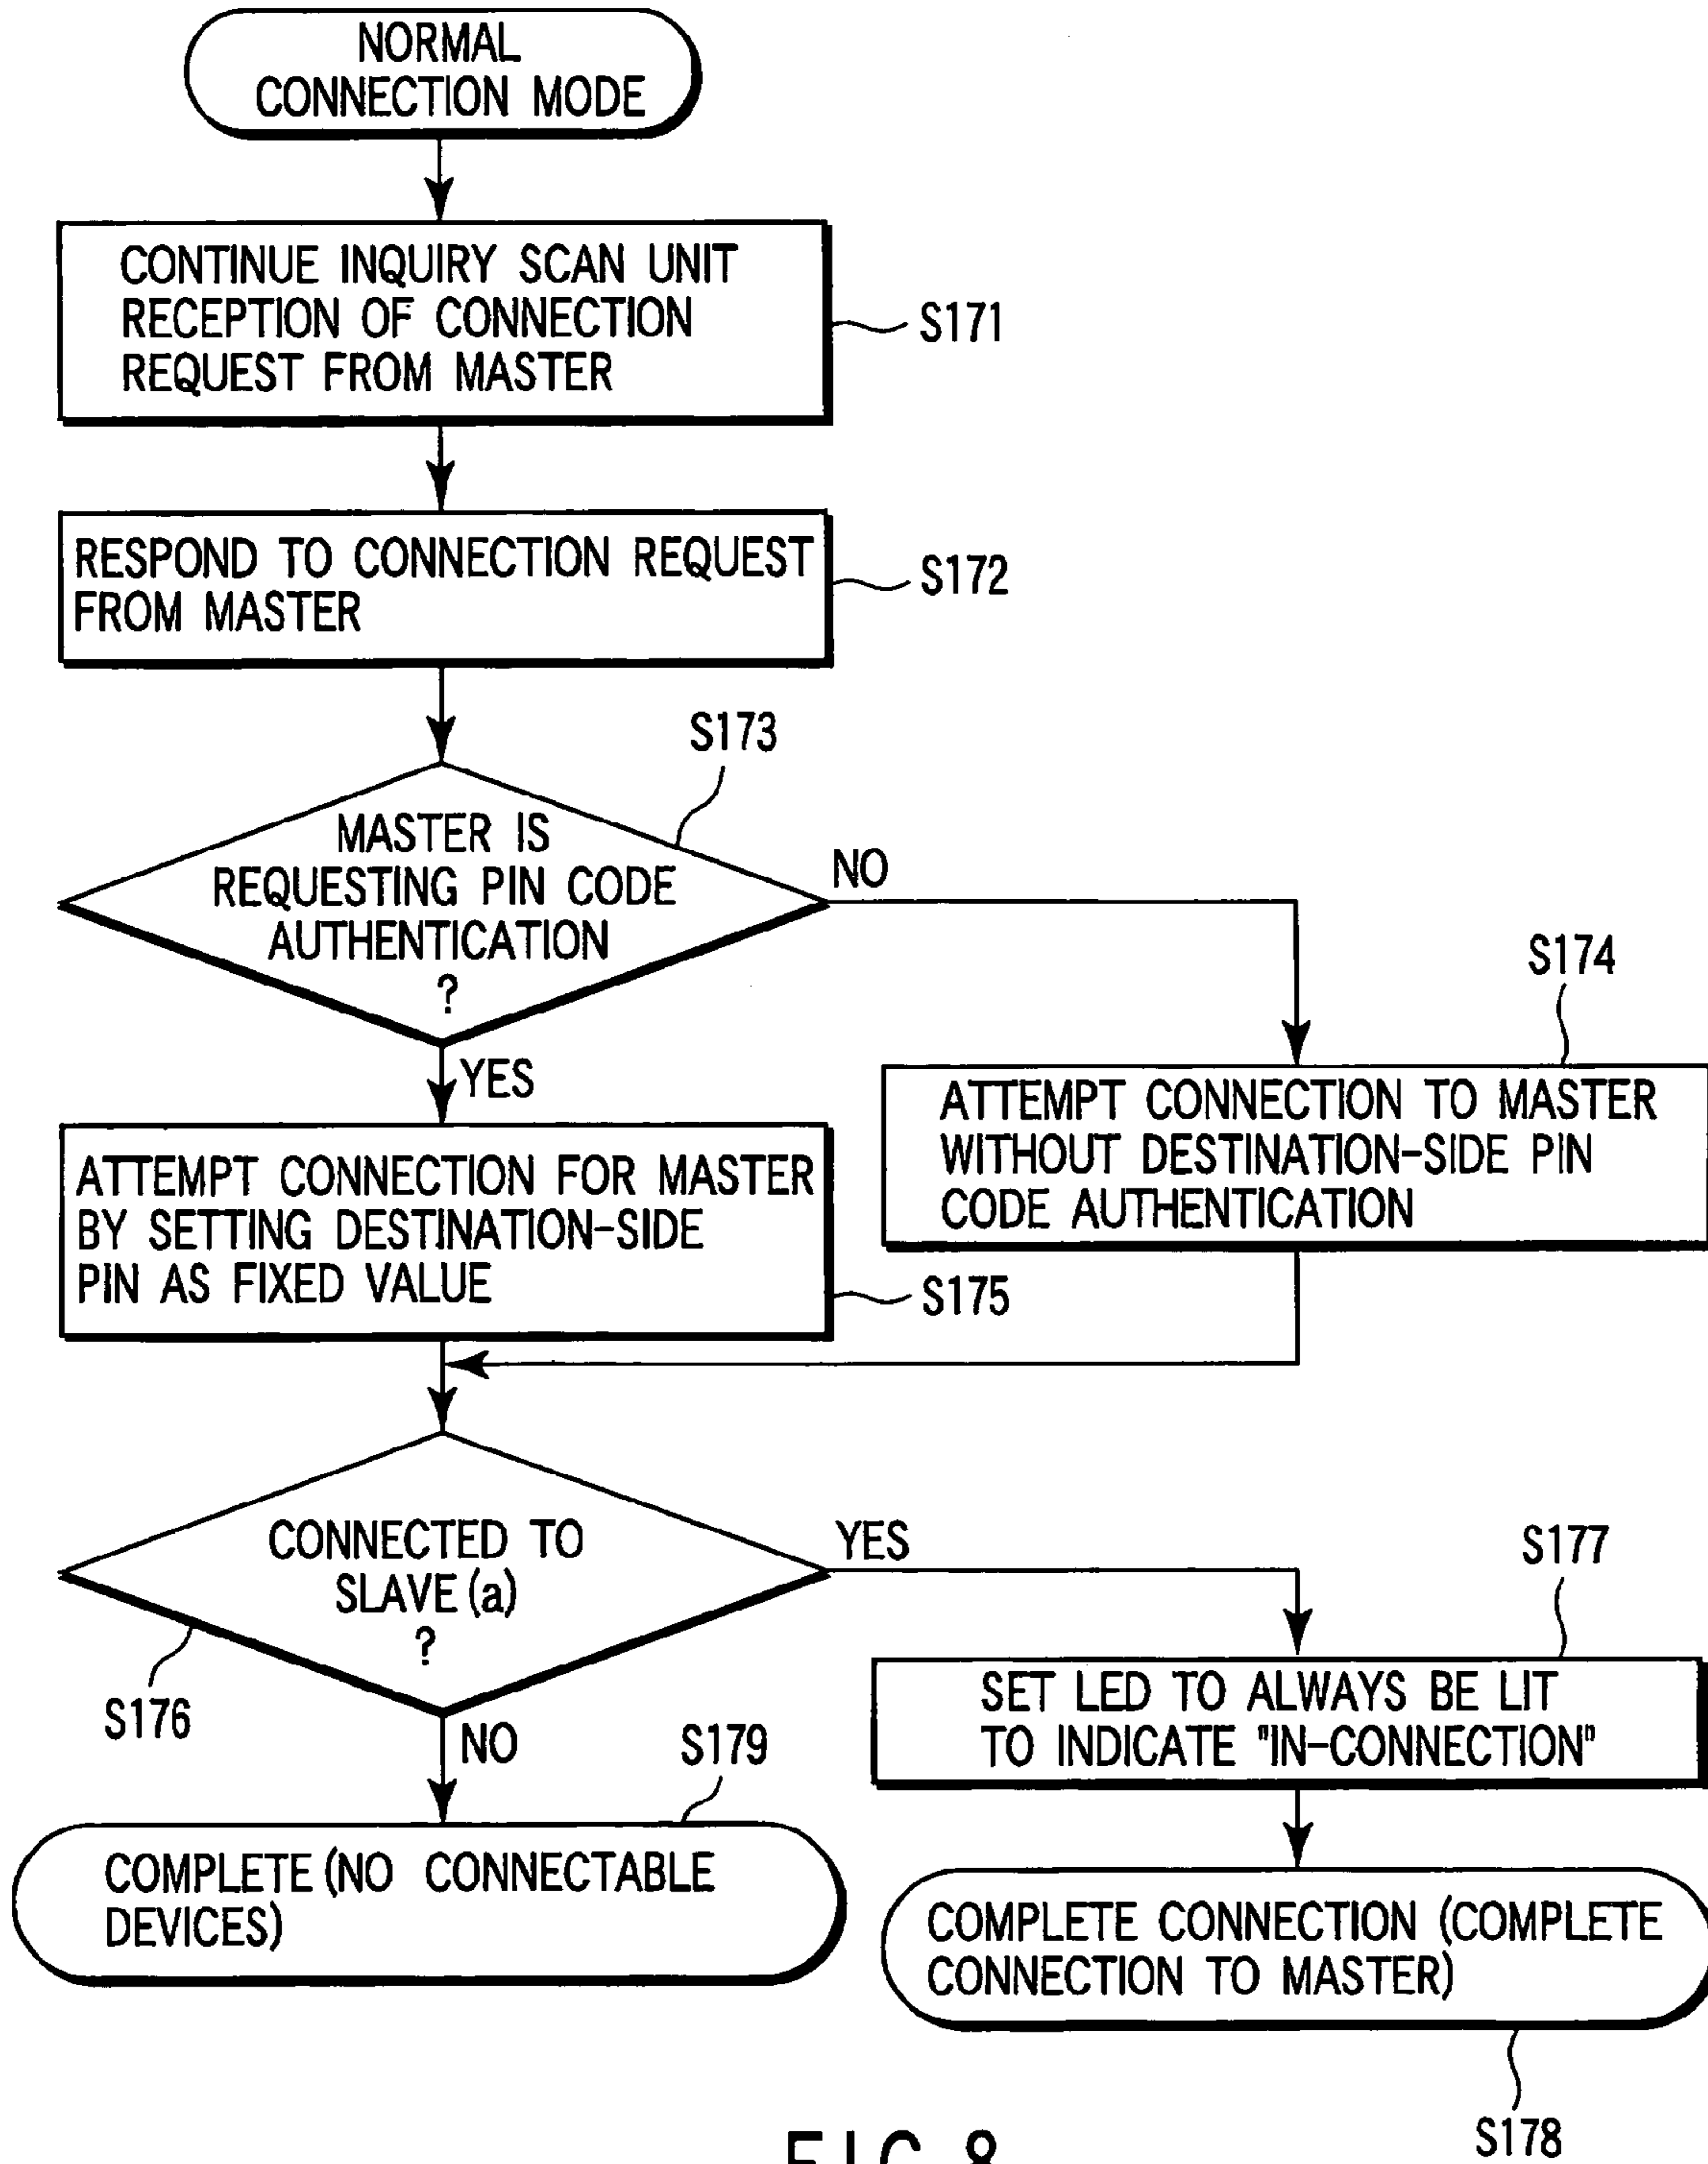 NORMAL
CONNECTION MODE
CONTINUE INQUIRY SCAN UNIT
RECEPTION OF CONNECTION
REQUEST FROM MASTER
S171
RESPOND TO CONNECTION REQUEST
FROM MASTER
S172
S173
MASTER IS
REQUESTING PIN CODE
AUTHENTICATION
?
NO
YES
S174
ATTEMPT CONNECTION TO MASTER
WITHOUT DESTINATION-SIDE PIN
CODE AUTHENTICATION
ATTEMPT CONNECTION FOR MASTER
BY SETTING DESTINATION-SIDE
PIN AS FIXED VALUE
S175
CONNECTED TO
SLAVE (a)
?
YES
S176
NO
S177
SET LED TO ALWAYS BE LIT
TO INDICATE "IN-CONNECTION"
S179
COMPLETE (NO CONNECTABLE
DEVICES)
COMPLETE CONNECTION (COMPLETE
CONNECTION TO MASTER)
S178
FIG. 8